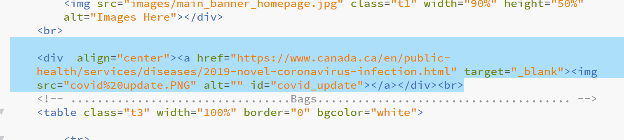 <img src="images/main_banner_homepage.jpg" class="t1" width="90%" height="50%"
alt="Images Here"></div>
<br>
<div  align="center"><a href="https://www.canada.ca/en/public-
health/services/diseases/2019-novel-coronavirus-infection.html" target="_blank"><img
src="covid%20update.PNG" alt="" id="covid_update"></a></div><br>
<!-- ................................Bags.................................... -->
<table class="t3" width="100%" border="0" bgcolor="white">
<tr>